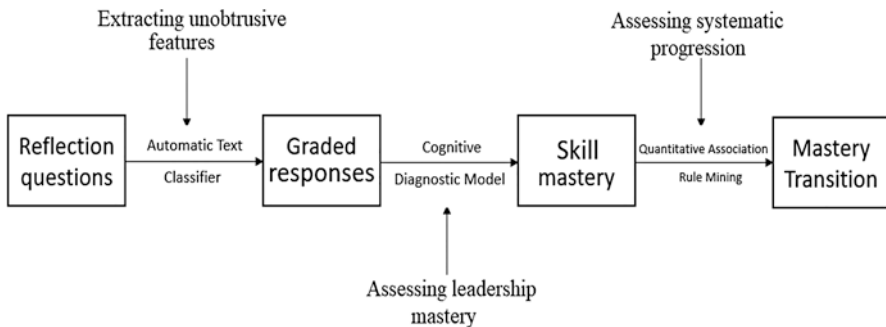 Extracting unobtrusive
features
Assessing systematic
progression
Reflection
questions
Automatic Text
Classifier
Graded
responses
Cognitive
Diagnostic Model
Skill
mastery
Quantitative Association
Rule Mining
Mastery
Transition
Assessing leadership
mastery